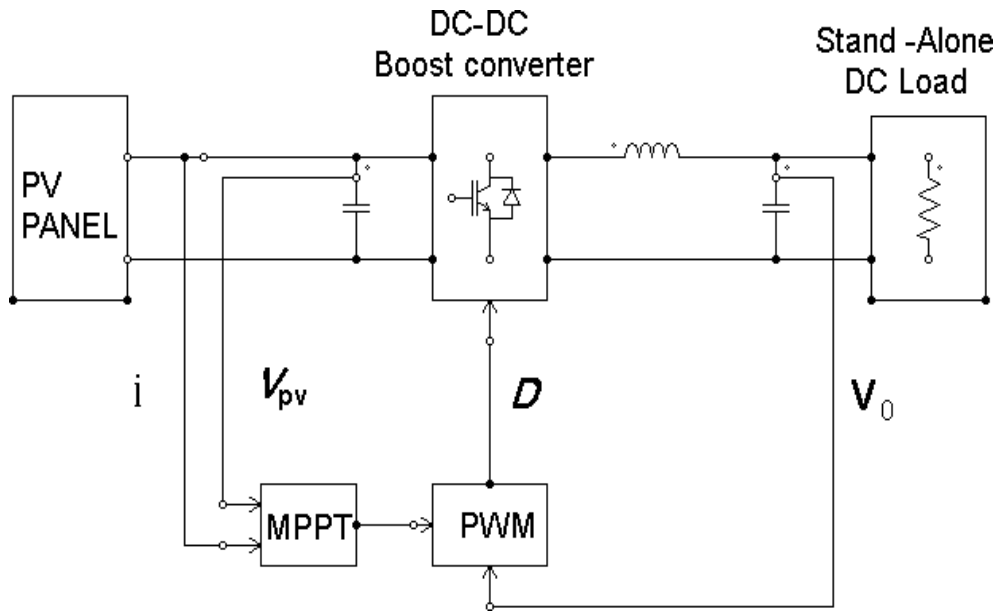 DC-DC
Boost converter
Stand -Alone
DC Load
PV
PANEL
i
Vpv
D
V0
MPPT
PWM